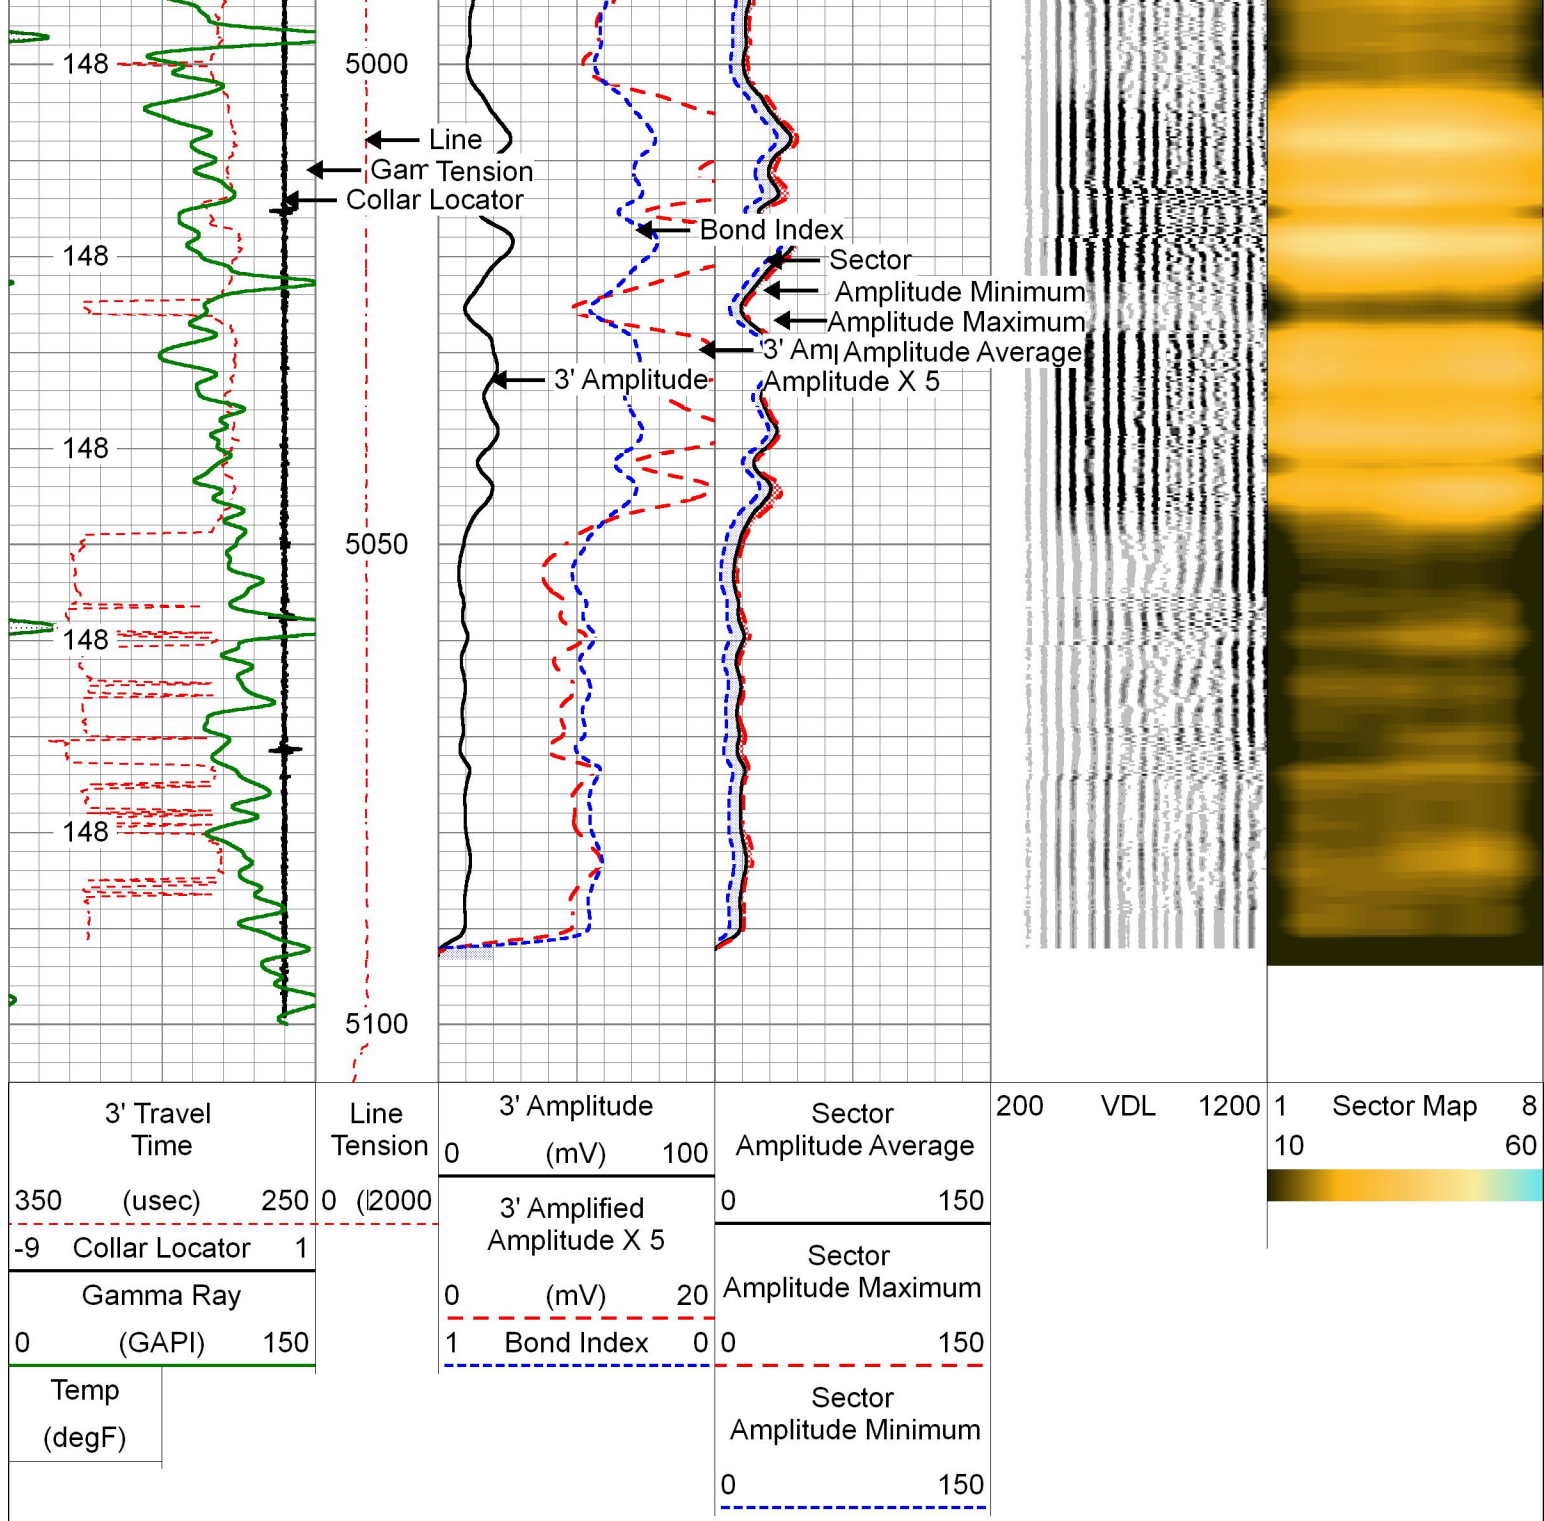 148
5000
Line
Gam Tension
Collar Locator
Bond Index
148
Sector
Amplitude Minimum
Amplitude Maximum
3' Am Amplitude Average
3' Amplitude
Amplitude X 5
148
5050
148
148
5100
3' Travel
Time
350 (usec) 250
-9 Collar Locator 1
Gamma Ray
0 (GAPI) 150
Temp
(degF)
Line
Tension
0 ( 2000
3' Amplitude
0 (mV) 100
3' Amplified
Amplitude X 5
0 (mV) 20
1 Bond Index 0
Sector
Amplitude Average
0 150
Sector
Amplitude Maximum
0 150
Sector
Amplitude Minimum
0 150
200 VDL 1200
1 Sector Map 8
10 60